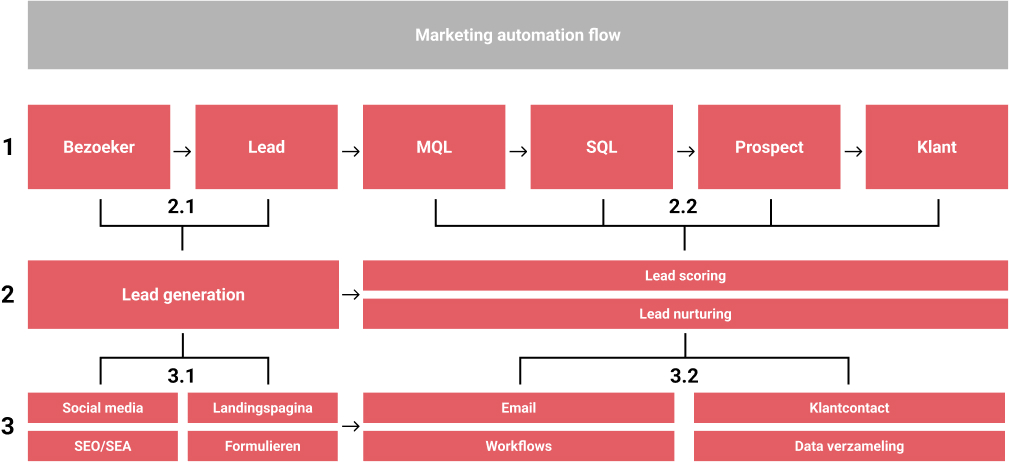 Marketing automation flow
1
Bezoeker
Lead
MQL
SQL
Prospect
Klant
2.1
2.2
2
Lead generation
Lead scoring
Lead nurturing
3.1
3.2
3
Social media
Landingspagina
Email
Klantcontact
SEO/SEA
Formulieren
Workflows
Data verzameling